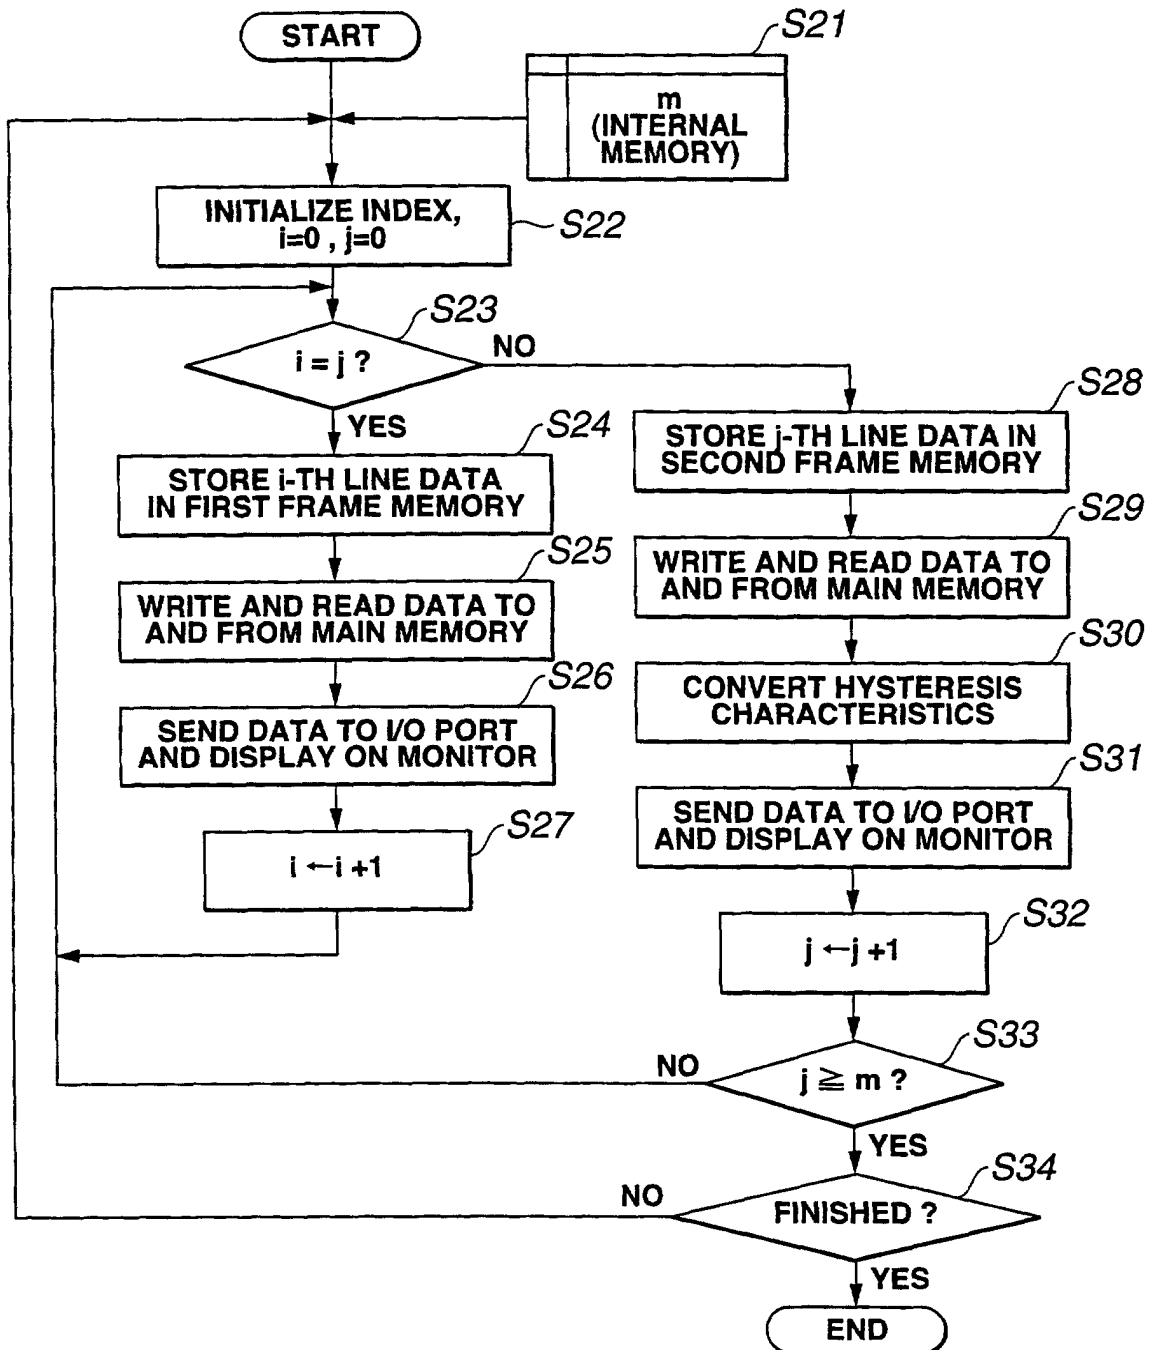 START
S21
m
(INTERNAL
MEMORY)
INITIALIZE INDEX,
i=0 , j=0
S22
S23
i = j ?
NO
YES
S24
STORE i-TH LINE DATA
IN FIRST FRAME MEMORY
S25
WRITE AND READ DATA TO
AND FROM MAIN MEMORY
S26
SEND DATA TO I/O PORT
AND DISPLAY ON MONITOR
S27
i ←i +1
S28
STORE j-TH LINE DATA IN
SECOND FRAME MEMORY
S29
WRITE AND READ DATA TO
AND FROM MAIN MEMORY
S30
CONVERT HYSTERESIS
CHARACTERISTICS
S31
SEND DATA TO I/O PORT
AND DISPLAY ON MONITOR
S32
j ←j +1
S33
NO
j ≧ m ?
YES
S34
NO
FINISHED ?
YES
END